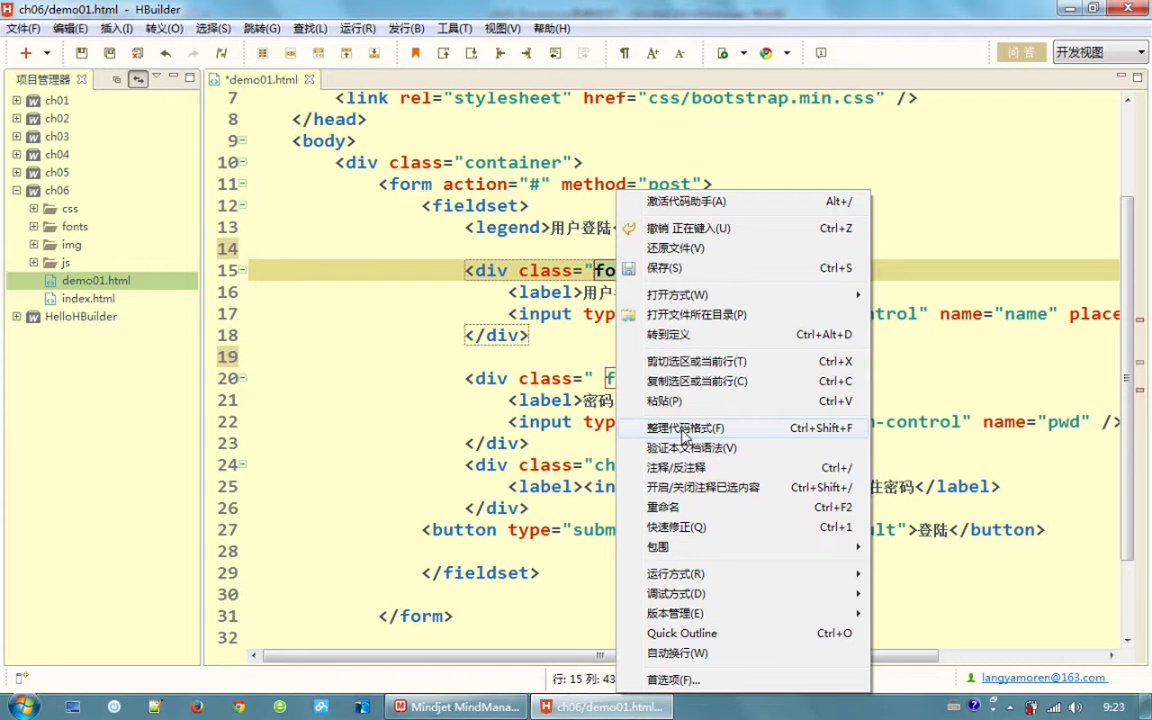 ch06/demo01.html - HBuilder
文件(F) 编辑(E) 插入(I) 转义(O) 选择(S) 跳转(G) 查找(L) 运行(R) 发行(B) 工具(T) 视图(V) 帮助(H)
问 答 开发视图
项目管理器
*demo01.html
ch01
ch02
ch03
ch04
ch05
ch06
css
fonts
img
js
demo01.html
index.html
HelloHBuilder
7 <link rel="stylesheet" href="css/bootstrap.min.css" />
8 </head>
9 <body>
10 <div class="container">
11 <form action="#" method="post">
12 <fieldset>
13 <legend>用户登陆
14
15 <div class="fo
16 <label>用户
17 <input typ ntrol" name="name" place
18 </div>
19
20 <div class=" f
21 <label>密码
22 <input typ n-control" name="pwd" />
23 </div>
24 <div class="ch
25 <label><in 住密码</label>
26 </div>
27 <button type="subm ult">登陆</button>
28
29 </fieldset>
30
31 </form>
32
激活代码助手(A) Alt+/
撤销 正在键入(U) Ctrl+Z
还原文件(V)
保存(S) Ctrl+S
打开方式(W)
打开文件所在目录(P)
转到定义 Ctrl+Alt+D
剪切选区或当前行(T) Ctrl+X
复制选区或当前行(C) Ctrl+C
粘贴(P) Ctrl+V
整理代码格式(F) Ctrl+Shift+F
验证本文档语法(V)
注释/反注释 Ctrl+/
开启/关闭注释已选内容 Ctrl+Shift+/
重命名 Ctrl+F2
快速修正(Q) Ctrl+1
包围
运行方式(R)
调试方式(D)
版本管理(E)
Quick Outline Ctrl+O
自动换行(W)
首选项(F)...
行: 15 列: 43
langyamoren@163.com
Mindjet MindMana...
ch06/demo01.html...
9:23